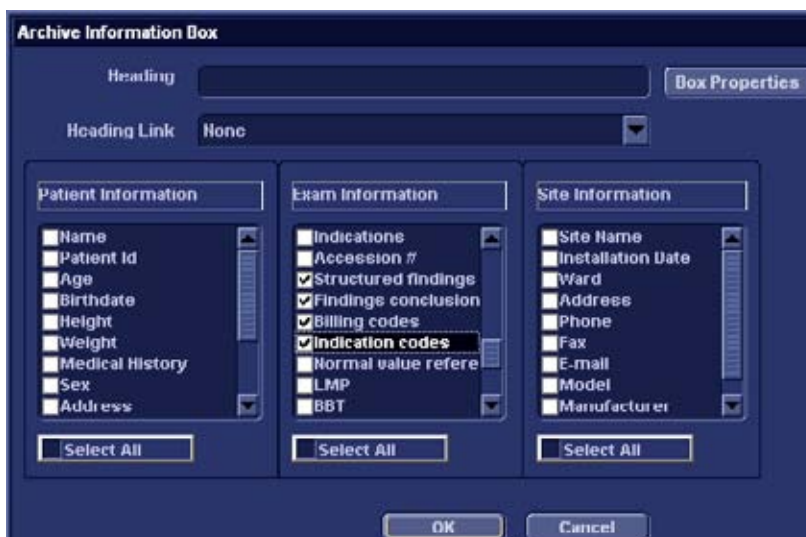 Archive Information Box
Heading
Box Properties
Heading Link None
Patient Information
Name
Patient Id
Age
Birthdate
Height
Weight
Medical History
Sex
Address
Select All
Exam Information
Indications
Accession #
Structured findings
Findings conclusion
Billing codes
Indication codes
Normal value refere
LMP
BBT
Select All
Site Information
Site Name
Installation Date
Ward
Address
Phone
Fax
E-mail
Model
Manufacturer
Select All
OK Cancel